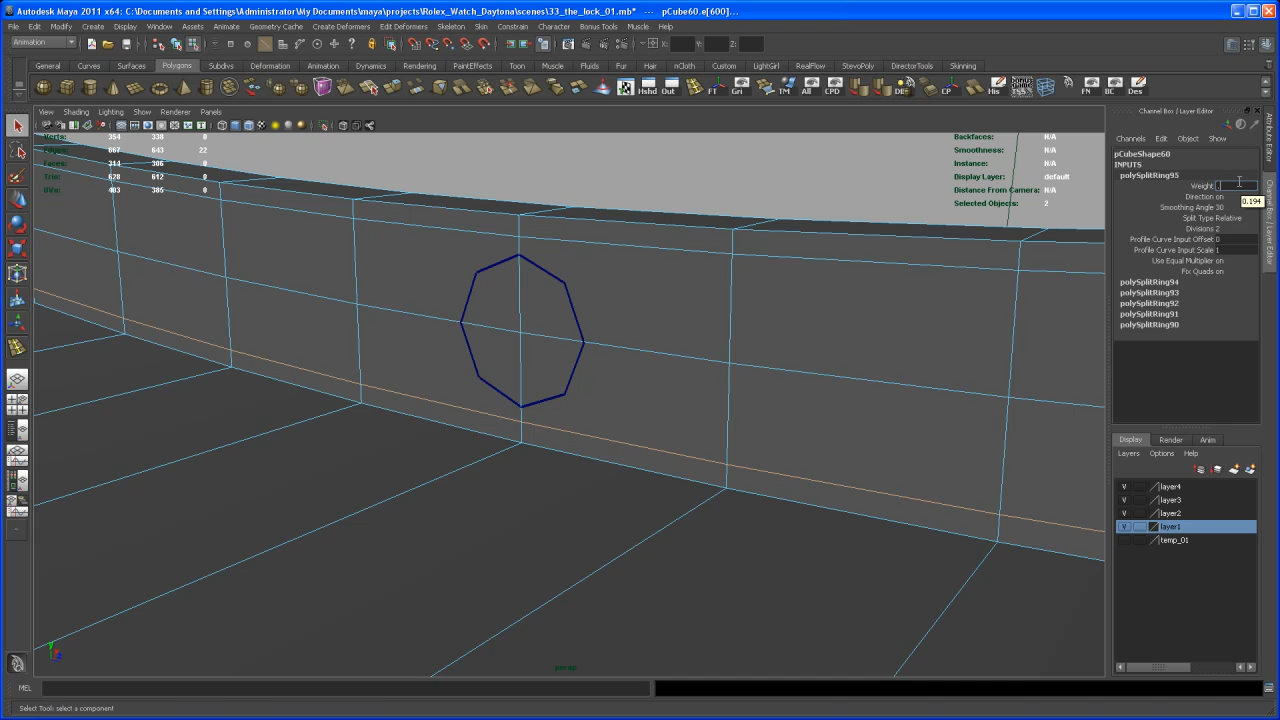 Autodesk Maya 2011 x64: C:\Documents and Settings\Administrator\My Documents\maya\projects\Rolex_Watch_Daytona\scenes\33_the_lock_01.mb* --- pCube60.e[600]...
File Edit Modify Create Display Window Assets Animate Geometry Cache Create Deformers Edit Deformers Skeleton Skin Constrain Character Bonus Tools Muscle Help
Animation X: Y: Z:
General Curves Surfaces Polygons Subdivs Deformation Animation Dynamics Rendering PaintEffects Toon Muscle Fluids Fur Hair nCloth Custom LightGirl RealFlow StevoPoly DirectorTools Skinning
FT Hshd Out Gri TM All CPD DE CP His TSS FN DC Des
View Shading Lighting Show Renderer Panels
Channel Box / Layer Editor
Verts: 354 338 0
Edges: 667 643 22
Faces: 314 306 0
Tris: 628 612 0
UVs: 403 385 0
Backfaces: N/A
Smoothness: N/A
Instance: N/A
Display Layer: default
Distance From Camera: N/A
Selected Objects: 2
Channels Edit Object Show
pCubeShape60
INPUTS
polySplitRing95
Weight
0.194
Direction on
Smoothing Angle 30
Split Type Relative
Divisions 2
Profile Curve Input Offset 0
Profile Curve Input Scale 1
Use Equal Multiplier on
Fix Quads on
polySplitRing94
polySplitRing93
polySplitRing92
polySplitRing91
polySplitRing90
Attribute Editor
Channel Box / Layer Editor
Display Render Anim
Layers Options Help
V layer4
V layer3
V layer2
V layer1
temp_01
persp
MEL
Select Tool: select a component